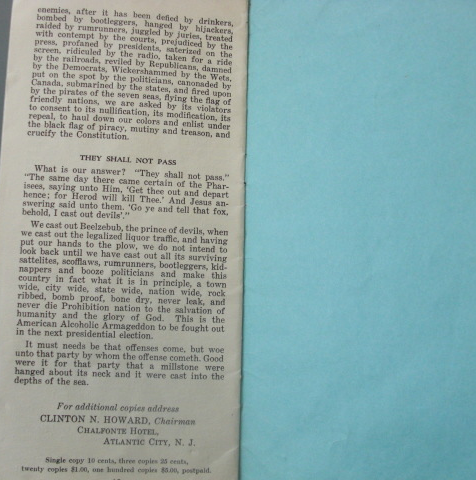 enemies, after it has been defied by drinkers,
bombed by bootleggers, hanged by hijackers,
raided by rumrunners, juggled by juries, treated
with contempt by the courts, prejudiced by the
press, profaned by presidents, saterized on the
screen, ridiculed by the radio, taken for a ride
by the railroads, reviled by Republicans, damned
by the Democrats, Wickershammed by the Wets,
put on the spot by the politicians, canonaded by
Canada, submarined by the states, and fired upon
by the pirates of the seven seas, flying the flag of
friendly nations, we are asked by its violators
to consent to its nullification, its modification, its
repeal, to haul down our colors and enlist under
the black flag of piracy, mutiny and treason, and
crucify the Constitution.
THEY SHALL NOT PASS
What is our answer? "They shall not pass."
"The same day there came certain of the Phar-
isees, saying unto Him, 'Get thee out and depart
hence; for Herod will kill Thee.' And Jesus an-
swering said unto them. 'Go ye and tell that fox,
behold, I cast out devils'."
We cast out Beelzebub, the prince of devils, when
we cast out the legalized liquor traffic, and having
put our hands to the plow, we do not intend to
look back until we have cast out all its surviving
sattelites, scofflaws, rumrunners, bootleggers, kid-
nappers and booze politicians and make this
country in fact what it is in principle, a town
wide, city wide, state wide, nation wide, rock
ribbed, bomb proof, bone dry, never leak, and
never die Prohibition nation to the salvation of
humanity and the glory of God. This is the
American Alcoholic Armageddon to be fought out
in the next presidential election.
It must needs be that offenses come, but woe
unto that party by whom the offense cometh. Good
were it for that party that a millstone were
hanged about its neck and it were cast into the
depths of the sea.
For additional copies address
CLINTON N. HOWARD, Chairman
CHALFONTE HOTEL,
ATLANTIC CITY, N. J.
Single copy 10 cents, three copies 25 cents,
twenty copies $1.00, one hundred copies $3.00, postpaid.